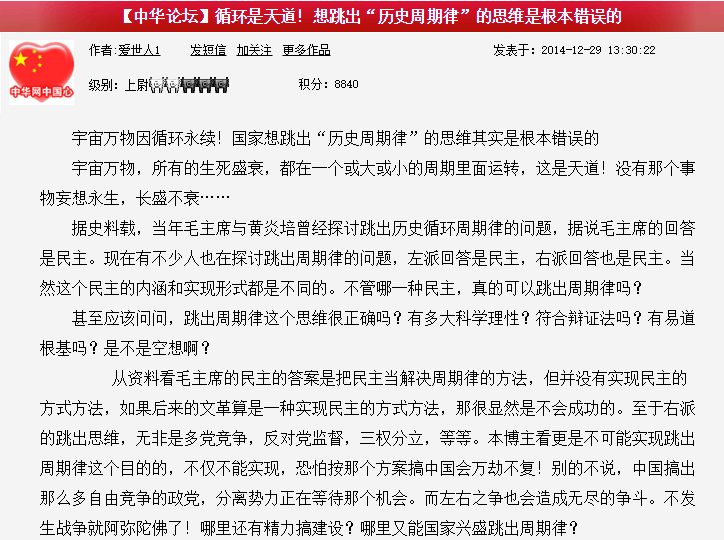 【中华论坛】循环是天道！想跳出“历史周期律”的思维是根本错误的
作者:爱世人1 发短信 加关注 更多作品 发表于：2014-12-29 13:30:22
中华网中国心
级别：上尉 积分：8840
宇宙万物因循环永续！国家想跳出“历史周期律”的思维其实是根本错误的
宇宙万物，所有的生死盛衰，都在一个或大或小的周期里面运转，这是天道！没有那个事
物妄想永生，长盛不衰……
据史料载，当年毛主席与黄炎培曾经探讨跳出历史循环周期律的问题，据说毛主席的回答
是民主。现在有不少人也在探讨跳出周期律的问题，左派回答是民主，右派回答也是民主。当
然这个民主的内涵和实现形式都是不同的。不管哪一种民主，真的可以跳出周期律吗？
甚至应该问问，跳出周期律这个思维很正确吗？有多大科学理性？符合辩证法吗？有易道
根基吗？是不是空想啊？
从资料看毛主席的民主的答案是把民主当解决周期律的方法，但并没有实现民主的
方式方法，如果后来的文革算是一种实现民主的方式方法，那很显然是不会成功的。至于右派
的跳出思维，无非是多党竞争，反对党监督，三权分立，等等。本博主看更是不可能实现跳出
周期律这个目的的，不仅不能实现，恐怕按那个方案搞中国会万劫不复！别的不说，中国搞出
那么多自由竞争的政党，分离势力正在等待那个机会。而左右之争也会造成无尽的争斗。不发
生战争就阿弥陀佛了！哪里还有精力搞建设？哪里又能国家兴盛跳出周期律？